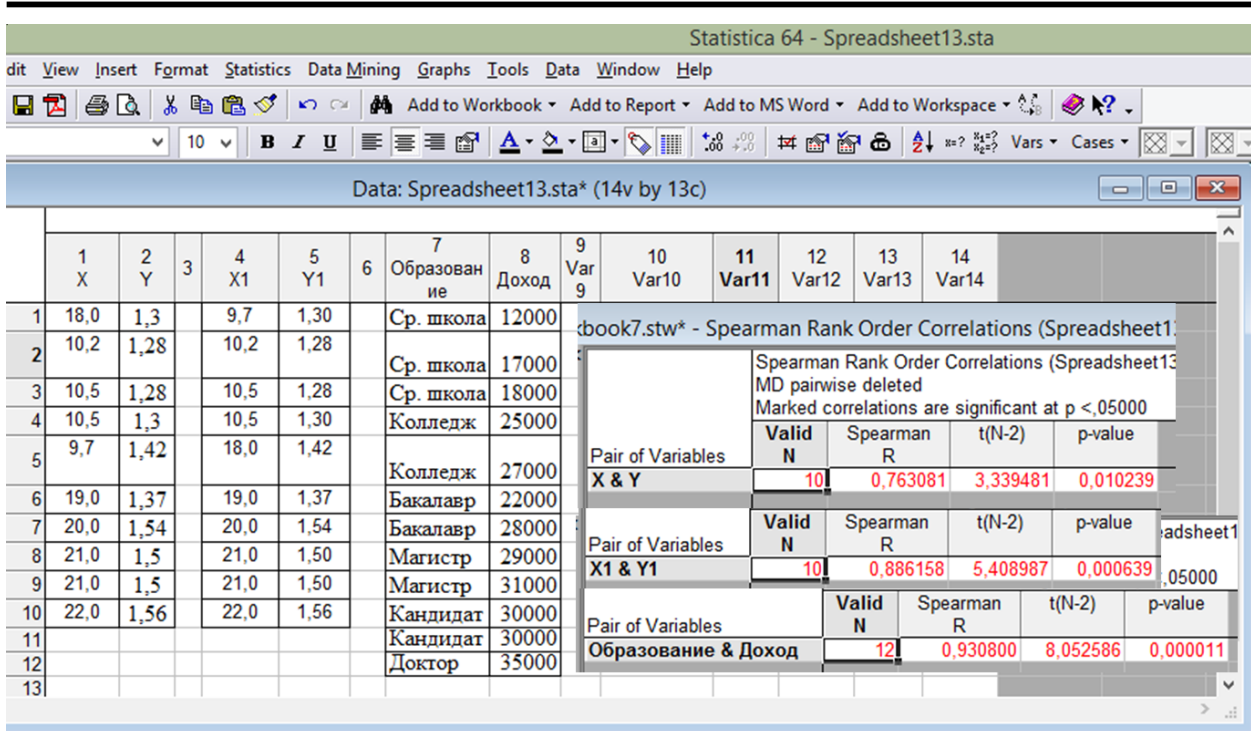 Statistica 64 - Spreadsheet13.sta
dit View Insert Format Statistics Data Mining Graphs Tools Data Window Help
Add to Workbook Add to Report Add to MS Word Add to Workspace
10 B I U A a Vars Cases
Data: Spreadsheet13.sta* (14v by 13c)
1 X 2 Y 3 4 X1 5 Y1 6 7 Образование 8 Доход 9 Var 9 10 Var10 11 Var11 12 Var12 13 Var13 14 Var14
1 18,0 1,3 9,7 1,30 Ср. школа 12000
2 10,2 1,28 10,2 1,28 Ср. школа 17000
3 10,5 1,28 10,5 1,28 Ср. школа 18000
4 10,5 1,3 10,5 1,30 Колледж 25000
5 9,7 1,42 18,0 1,42 Колледж 27000
6 19,0 1,37 19,0 1,37 Бакалавр 22000
7 20,0 1,54 20,0 1,54 Бакалавр 28000
8 21,0 1,5 21,0 1,50 Магистр 29000
9 21,0 1,5 21,0 1,50 Магистр 31000
10 22,0 1,56 22,0 1,56 Кандидат 30000
11 Кандидат 30000
12 Доктор 35000
13
kbook7.stw* - Spearman Rank Order Correlations (Spreadsheet1
Spearman Rank Order Correlations (Spreadsheet13
MD pairwise deleted
Marked correlations are significant at p <,05000
Pair of Variables Valid N Spearman R t(N-2) p-value
X & Y 10 0,763081 3,339481 0,010239
Pair of Variables Valid N Spearman R t(N-2) p-value
eadsheet1
X1 & Y1 10 0,886158 5,408987 0,000639
,05000
Pair of Variables Valid N Spearman R t(N-2) p-value
Образование & Доход 12 0,930800 8,052586 0,000011